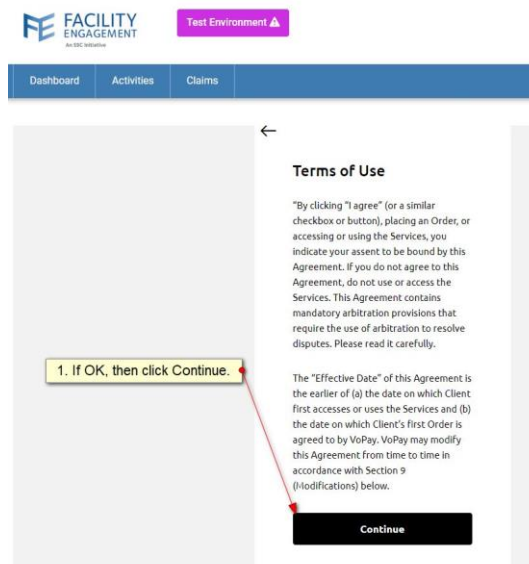 FACILITY
ENGAGEMENT
An SSC Initiative
Test Environment
Dashboard Activities Claims
Terms of Use
"By clicking "I agree" (or a similar
checkbox or button), placing an Order, or
accessing or using the Services, you
indicate your assent to be bound by this
Agreement. If you do not agree to this
Agreement, do not use or access the
Services. This Agreement contains
mandatory arbitration provisions that
require the use of arbitration to resolve
disputes. Please read it carefully.
1. If OK, then click Continue.
The "Effective Date" of this Agreement is
the earlier of (a) the date on which Client
first accesses or uses the Services and (b)
the date on which Client's first Order is
agreed to by VoPay. VoPay may modify
this Agreement from time to time in
accordance with Section 9
(Modifications) below.
Continue